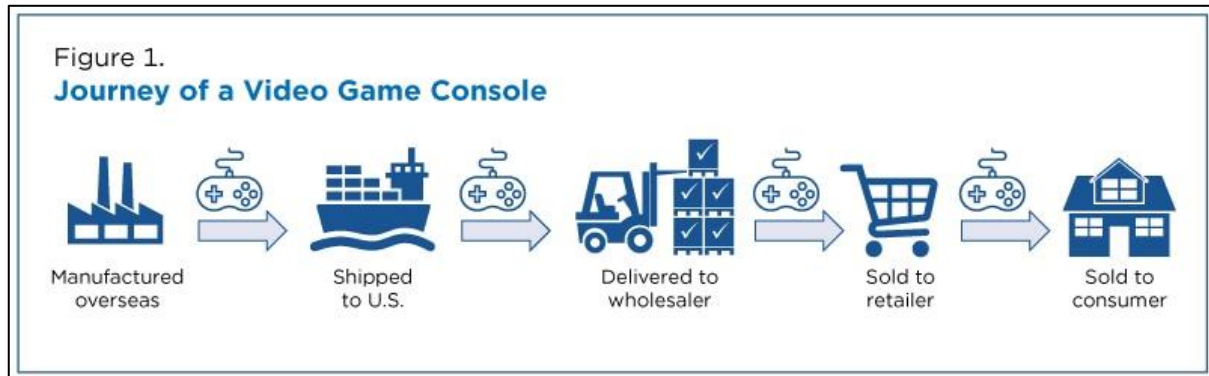 Figure 1.
Journey of a Video Game Console
Manufactured
overseas
Shipped
to U.S.
Delivered to
wholesaler
Sold to
retailer
Sold to
consumer